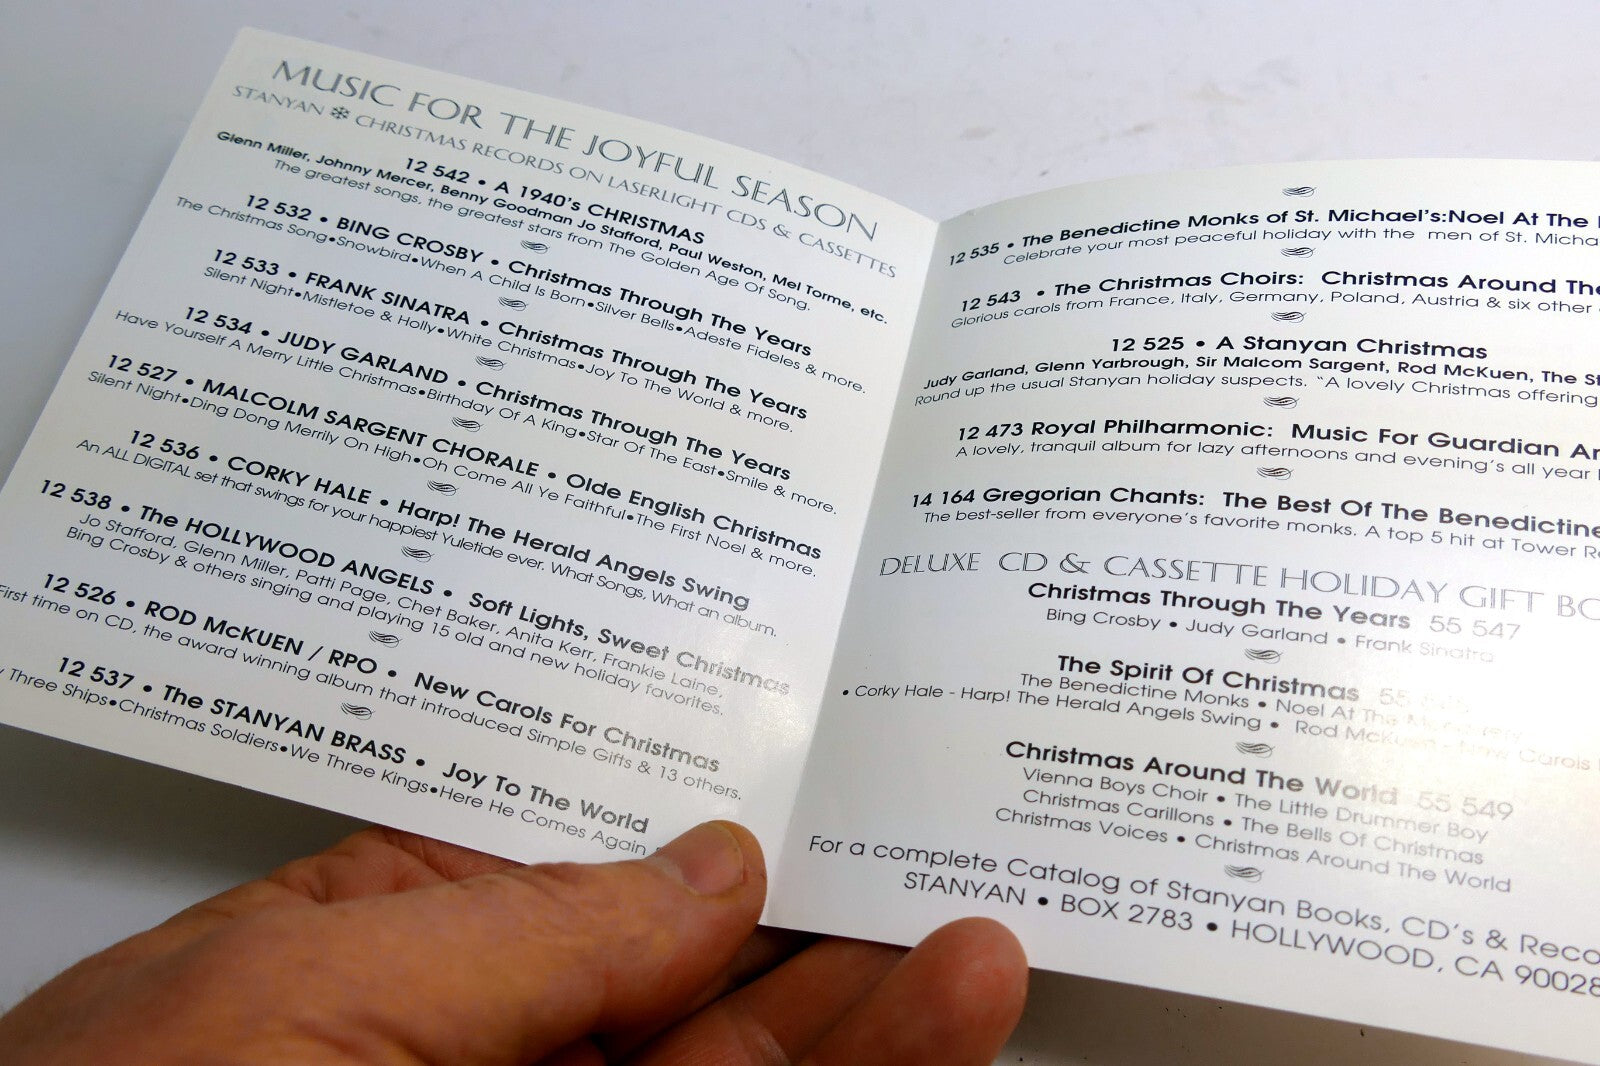 MUSIC FOR THE JOYFUL SEASON
STANYAN ❄ CHRISTMAS RECORDS ON LASERLIGHT CDS & CASSETTES
12 542 • A 1940's CHRISTMAS
Glenn Miller, Johnny Mercer, Benny Goodman Jo Stafford, Paul Weston, Mel Torme, etc.
The greatest songs, the greatest stars from The Golden Age Of Song.
12 532 • BING CROSBY • Christmas Through The Years
The Christmas Song•Snowbird•When A Child Is Born•Silver Bells•Adeste Fideles & more.
12 533 • FRANK SINATRA • Christmas Through The Years
Silent Night•Mistletoe & Holly•White Christmas•Joy To The World & more.
12 534 • JUDY GARLAND • Christmas Through The Years
Have Yourself A Merry Little Christmas•Birthday Of A King•Star Of The East•Smile & more.
12 527 • MALCOLM SARGENT CHORALE • Olde English Christmas
Silent Night•Ding Dong Merrily On High•Oh Come All Ye Faithful•The First Noel & more.
12 536 • CORKY HALE • Harp! The Herald Angels Swing
An ALL DIGITAL set that swings for your happiest Yuletide ever. What Songs, What an album.
12 538 • The HOLLYWOOD ANGELS • Soft Lights, Sweet Christmas
Jo Stafford, Glenn Miller, Patti Page, Chet Baker, Anita Kerr, Frankie Laine,
Bing Crosby & others singing and playing 15 old and new holiday favorites.
12 526 • ROD McKUEN / RPO • New Carols For Christmas
First time on CD, the award winning album that introduced Simple Gifts & 13 others.
12 537 • The STANYAN BRASS • Joy To The World
Three Ships•Christmas Soldiers•We Three Kings•Here He Comes Again
12 535 • The Benedictine Monks of St. Michael's:Noel At The
Celebrate your most peaceful holiday with the men of St.
12 543 • The Christmas Choirs: Christmas Around
Glorious carols from France, Italy, Germany, Poland, Austria & six other
12 525 • A Stanyan Christmas
Judy Garland, Glenn Yarbrough, Sir Malcom Sargent, Rod McKuen, The
Round up the usual Stanyan holiday suspects. "A lovely Christmas offering
12 473 Royal Philharmonic: Music For Guardian
A lovely, tranquil album for lazy afternoons and evening's all year
14 164 Gregorian Chants: The Best Of The Benedictine
The best-seller from everyone's favorite monks. A top 5 hit at Tower
DELUXE CD & CASSETTE HOLIDAY GIFT
Christmas Through The Years 55 547
Bing Crosby • Judy Garland • Frank Sinatra
The Spirit Of Christmas 55
The Benedictine Monks • Noel At The
• Corky Hale - Harp! The Herald Angels Swing • Rod McKuen - New Carols
Christmas Around The World 55 549
Vienna Boys Choir • The Little Drummer Boy
Christmas Carillons • The Bells Of Christmas
Christmas Voices • Christmas Around The World
For a complete Catalog of Stanyan Books, CD's &
STANYAN • BOX 2783 • HOLLYWOOD, CA 90028